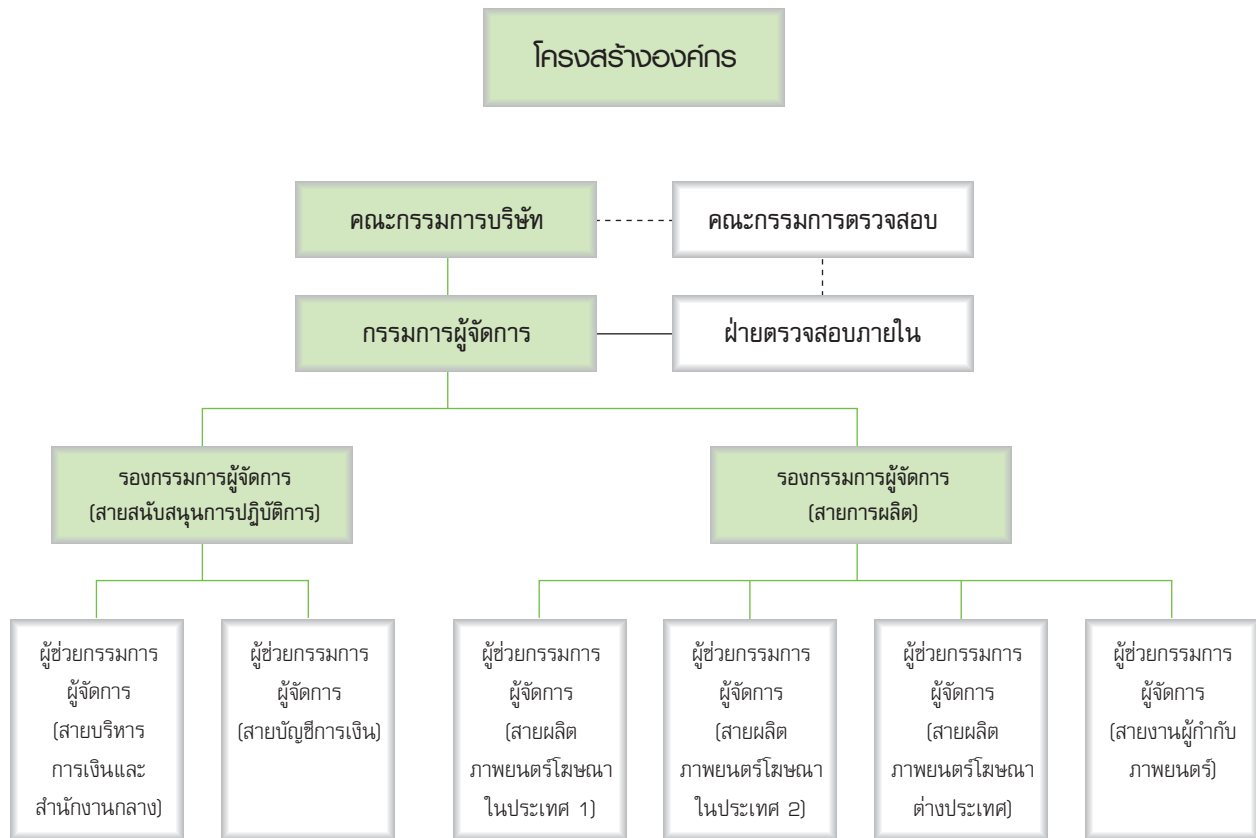 โครงสร้างองค์กร
คณะกรรมการบริษัท
คณะกรรมการตรวจสอบ
กรรมการผู้จัดการ
ฝ่ายตรวจสอบภายใน
รองกรรมการผู้จัดการ
(สายสนับสนุนการปฏิบัติการ)
รองกรรมการผู้จัดการ
(สายการผลิต)
ผู้ช่วยกรรมการ
ผู้จัดการ
(สายบริหาร
การเงินและ
สำนักงานกลาง)
ผู้ช่วยกรรมการ
ผู้จัดการ
(สายบัญชีการเงิน)
ผู้ช่วยกรรมการ
ผู้จัดการ
(สายผลิต
ภาพยนตร์โฆษณา
ในประเทศ 1)
ผู้ช่วยกรรมการ
ผู้จัดการ
(สายผลิต
ภาพยนตร์โฆษณา
ในประเทศ 2)
ผู้ช่วยกรรมการ
ผู้จัดการ
(สายผลิต
ภาพยนตร์โฆษณา
ต่างประเทศ)
ผู้ช่วยกรรมการ
ผู้จัดการ
(สายงานผู้กำกับ
ภาพยนตร์)